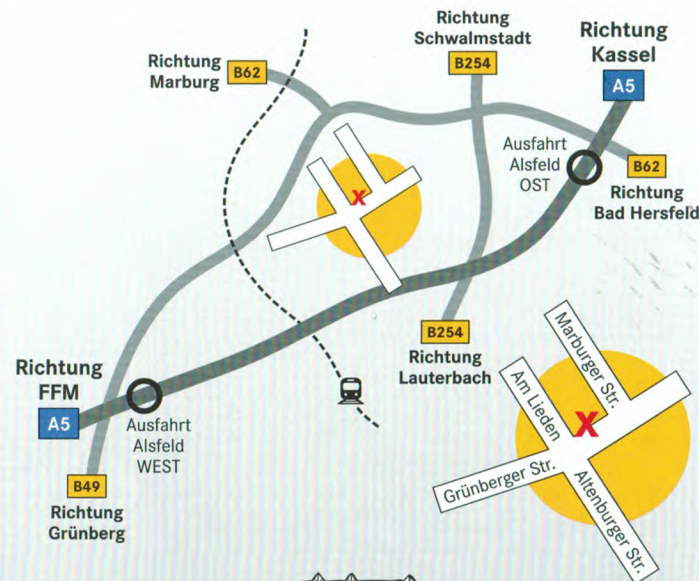 Richtung
Schwalmstadt
B254
Richtung
Kassel
A5
Richtung
Marburg
B62
Ausfahrt
Alsfeld
OST
B62
Richtung
Bad Hersfeld
x
B254
Richtung
Lauterbach
Richtung
FFM
A5
Ausfahrt
Alsfeld
WEST
B49
Richtung
Grünberg
Marburger Str.
Am Lieden
X
Grünberger Str.
Altenburger Str.